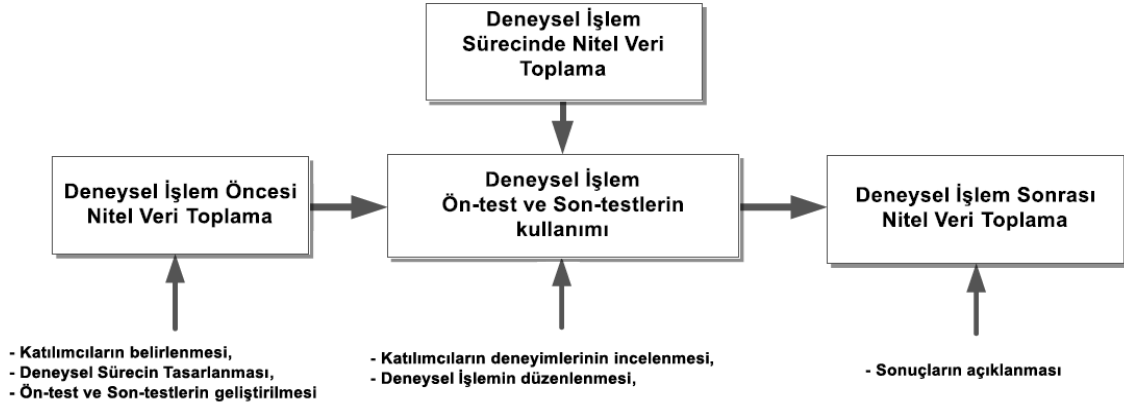 Deneysel İşlem
Sürecinde Nitel Veri
Toplama
Deneysel İşlem Öncesi
Nitel Veri Toplama
Deneysel İşlem
Ön-test ve Son-testlerin
kullanımı
Deneysel İşlem Sonrası
Nitel Veri Toplama
- Katılımcıların belirlenmesi,
- Deneysel Sürecin Tasarlanması,
- Ön-test ve Son-testlerin geliştirilmesi
- Katılımcıların deneyimlerinin incelenmesi,
- Deneysel İşlemin düzenlenmesi,
- Sonuçların açıklanması